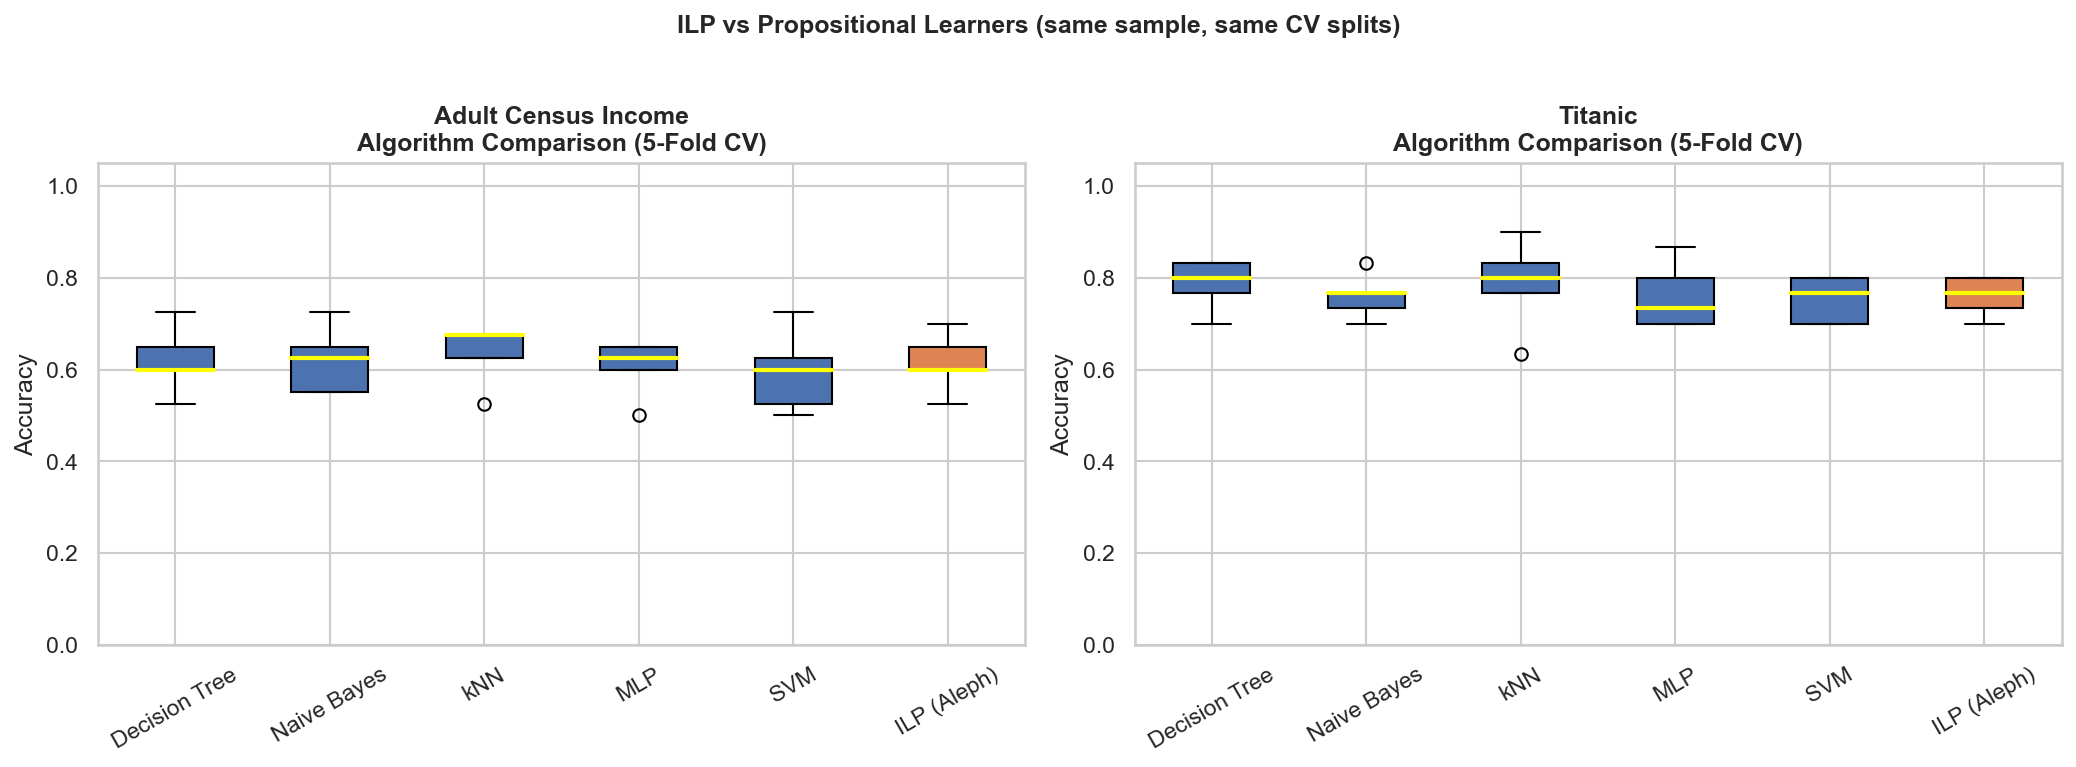 ILP vs Propositional Learners (same sample, same CV splits)
Adult Census Income
Algorithm Comparison (5-Fold CV)
Accuracy
1.0
0.8
0.6
0.4
0.2
0.0
Decision Tree
Naive Bayes
kNN
MLP
SVM
ILP (Aleph)
Titanic
Algorithm Comparison (5-Fold CV)
Accuracy
1.0
0.8
0.6
0.4
0.2
0.0
Decision Tree
Naive Bayes
kNN
MLP
SVM
ILP (Aleph)